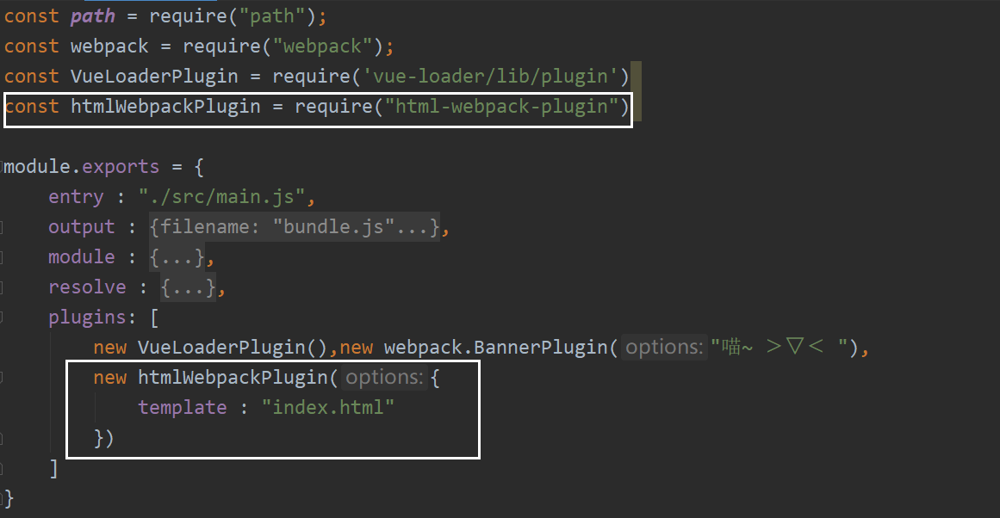 const path = require("path");
const webpack = require("webpack");
const VueLoaderPlugin = require('vue-loader/lib/plugin')
const htmlWebpackPlugin = require("html-webpack-plugin")
module.exports = {
entry : "./src/main.js",
output : {filename: "bundle.js"...},
module : {...},
resolve : {...},
plugins: [
new VueLoaderPlugin(),new webpack.BannerPlugin( options: "喵~ ＞▽＜ "),
new htmlWebpackPlugin( options: {
template : "index.html"
})
]
}